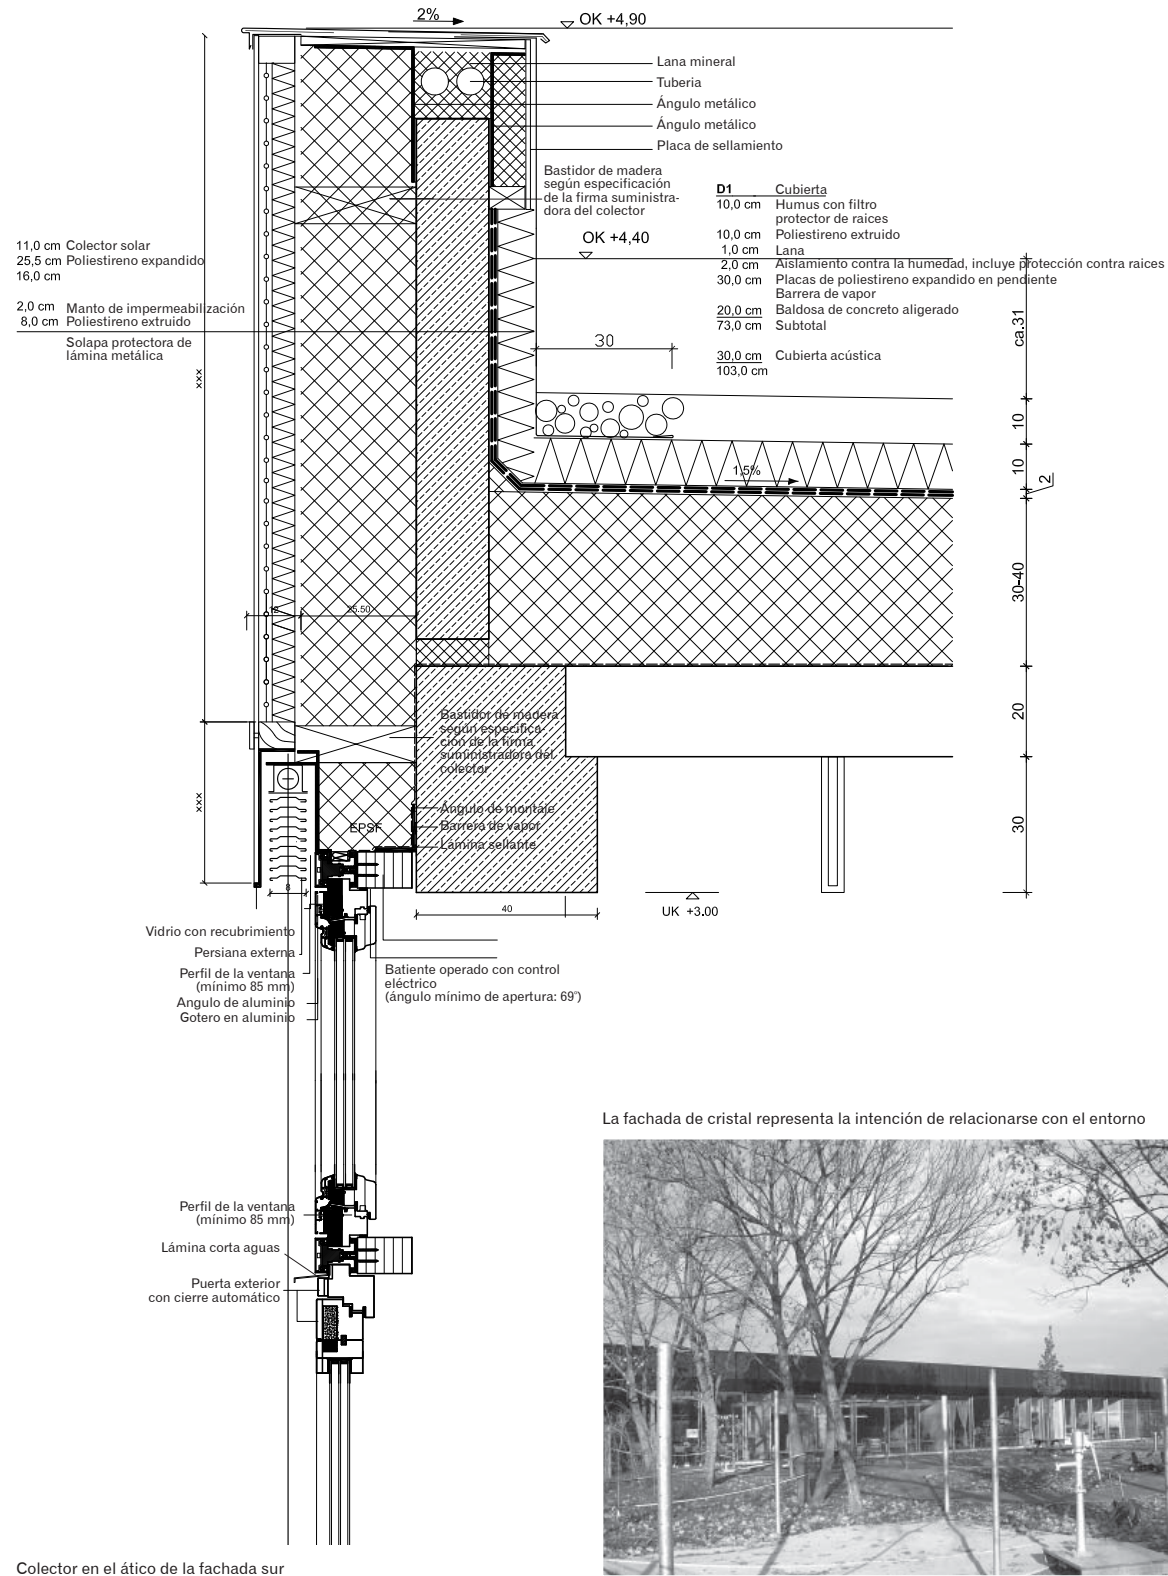 2%
OK +4,90
Lana mineral
Tuberia
Ángulo metálico
Ángulo metálico
Placa de sellamiento
Bastidor de madera
según especificación
de la firma suministra-
dora del colector
OK +4,40
D1 Cubierta
10,0 cm Humus con filtro
protector de raices
10,0 cm Poliestireno extruido
1,0 cm Lana
2,0 cm Aislamiento contra la humedad, incluye protección contra raices
30,0 cm Placas de poliestireno expandido en pendiente
Barrera de vapor
20,0 cm Baldosa de concreto aligerado
73,0 cm Subtotal
30,0 cm Cubierta acústica
103,0 cm
11,0 cm Colector solar
25,5 cm Poliestireno expandido
16,0 cm
2,0 cm Manto de impermeabilización
8,0 cm Poliestireno extruido
Solapa protectora de
lámina metálica
xxx
30
ca.31
10
10
2
1,5%
30-40
12
25.50
20
Bastidor de madera
según especifica-
ción de la firma
suministradora del
colector
xxx
Ángulo de montaje
EPSF
Barrera de vapor
Lámina sellante
30
8
40
UK +3.00
Vidrio con recubrimiento
Persiana externa
Perfil de la ventana
(mínimo 85 mm)
Angulo de aluminio
Gotero en aluminio
Batiente operado con control
eléctrico
(ángulo mínimo de apertura: 69°)
La fachada de cristal representa la intención de relacionarse con el entorno
Perfil de la ventana
(mínimo 85 mm)
Lámina corta aguas
Puerta exterior
con cierre automático
Colector en el ático de la fachada sur